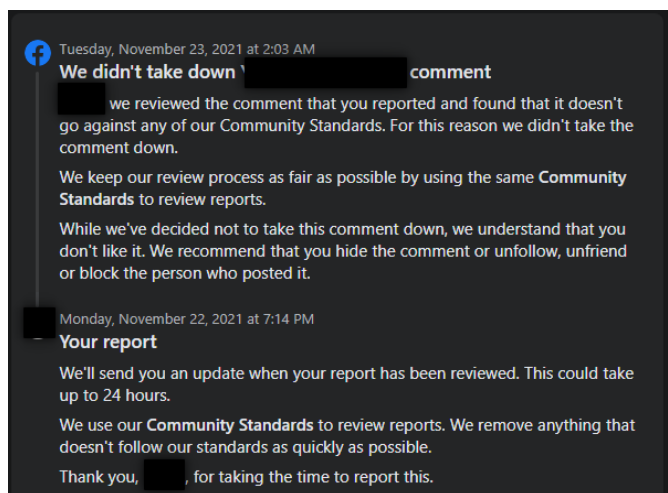 Tuesday, November 23, 2021 at 2:03 AM
We didn't take down comment
we reviewed the comment that you reported and found that it doesn't
go against any of our Community Standards. For this reason we didn't take the
comment down.
We keep our review process as fair as possible by using the same Community
Standards to review reports.
While we've decided not to take this comment down, we understand that you
don't like it. We recommend that you hide the comment or unfollow, unfriend
or block the person who posted it.
Monday, November 22, 2021 at 7:14 PM
Your report
We'll send you an update when your report has been reviewed. This could take
up to 24 hours.
We use our Community Standards to review reports. We remove anything that
doesn't follow our standards as quickly as possible.
Thank you, , for taking the time to report this.